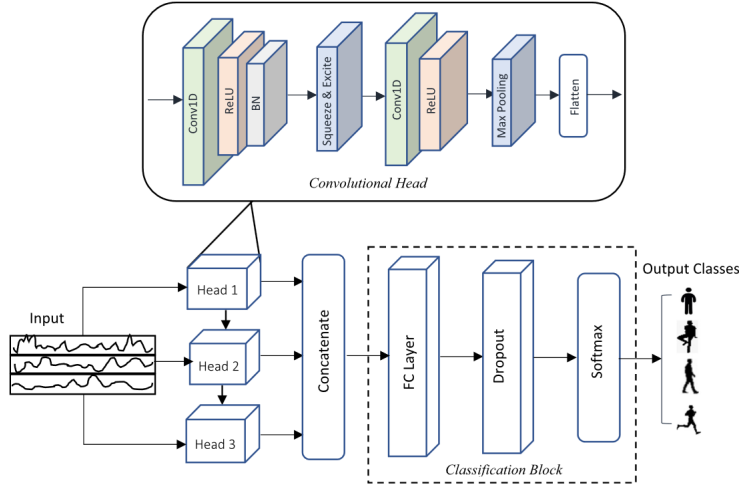 Conv1D
ReLU
BN
Squeeze & Excite
Conv1D
ReLU
Max Pooling
Flatten
Convolutional Head
Input
Head 1
Head 2
Head 3
Concatenate
FC Layer
Dropout
Softmax
Classification Block
Output Classes